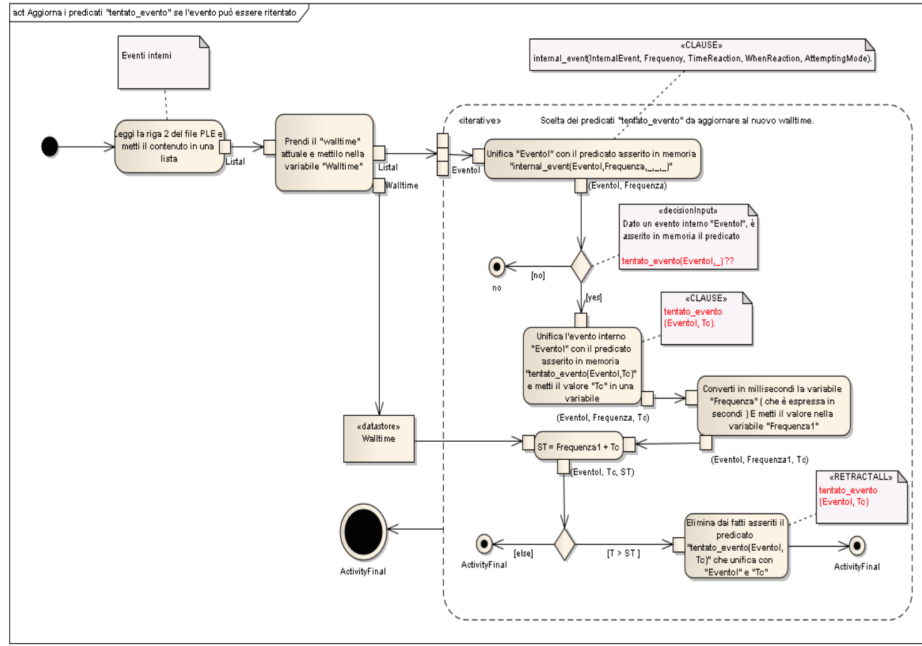 act Aggiorna i predicati "tentato_evento" se l'evento può essere ritentato
«CLAUSE»
internal_event(InternalEvent, Frequency, TimeReaction, WhenReaction, AttemptingMode).
Eventi interni
«iterative»
Scelta dei predicati "tentato_evento" da aggiornare al nuovo walltime.
Leggi la riga 2 del file PLE e
metti il contenuto in una
lista
ListaI
Prendi il "walltime"
attuale e mettilo nella
variabile "Walltime"
ListaI
Walltime
EventoI
Unifica "EventoI" con il predicato asserito in memoria
"internal_event(EventoI,Frequenza,_,_,_)"
(EventoI, Frequenza)
«decisionInput»
Dato un evento interno "EventoI", è
asserito in memoria il predicato
tentato_evento(EventoI,_)??
[no]
no
[yes]
«CLAUSE»
tentato_evento
(EventoI, Tc).
Unifica l'evento interno
"EventoI" con il predicato
asserito in memoria
"tentato_evento(EventoI,Tc)"
e metti il valore "Tc" in una
variabile
(EventoI, Frequenza, Tc)
Converti in millisecondi la variabile
"Frequenza" ( che è espressa in
secondi ) E metti il valore nella
variabile "Frequenza1"
(EventoI, Frequenza1, Tc)
«datastore»
Walltime
ST = Frequenza1 + Tc
(EventoI, Tc, ST)
«RETRACTALL»
tentato_evento
(EventoI, Tc)
Elimina dai fatti asseriti il
predicato
"tentato_evento(EventoI,
Tc)" che unifica con
"EventoI" e "Tc"
[else]
[T > ST ]
ActivityFinal
ActivityFinal
ActivityFinal